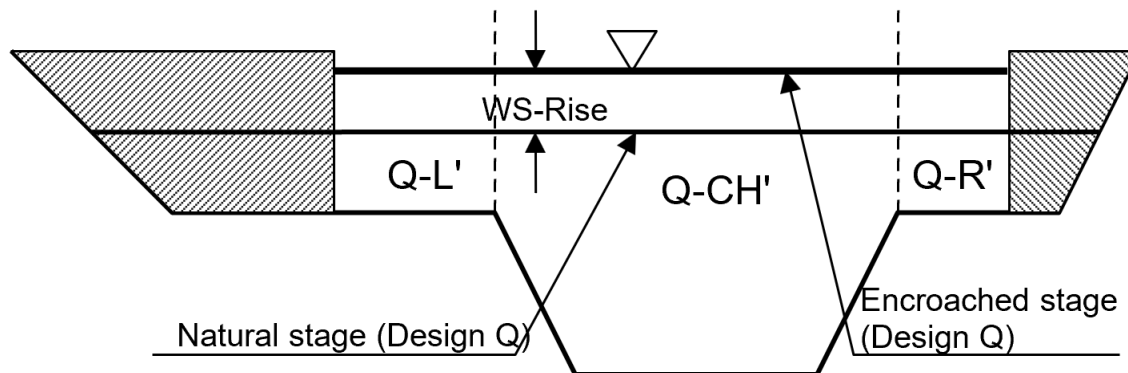 WS-Rise
Q-L'
Q-CH'
Q-R'
Natural stage (Design Q)
Encroached stage
(Design Q)